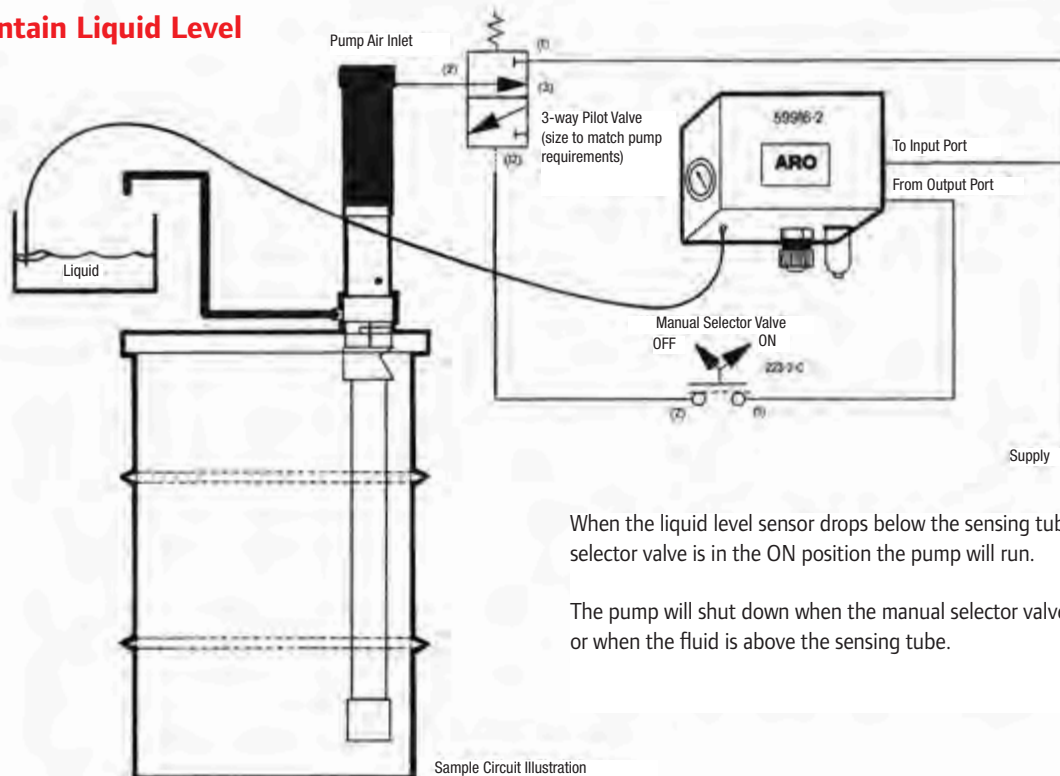 ntain Liquid Level
Pump Air Inlet
(1)
(2)
(3)
3-way Pilot Valve
(size to match pump
requirements)
(12)
59916-2
ARO
To Input Port
From Output Port
Liquid
Manual Selector Valve
OFF ON
223-2-C
(2) (1)
Supply
When the liquid level sensor drops below the sensing tub
selector valve is in the ON position the pump will run.
The pump will shut down when the manual selector valve
or when the fluid is above the sensing tube.
Sample Circuit Illustration